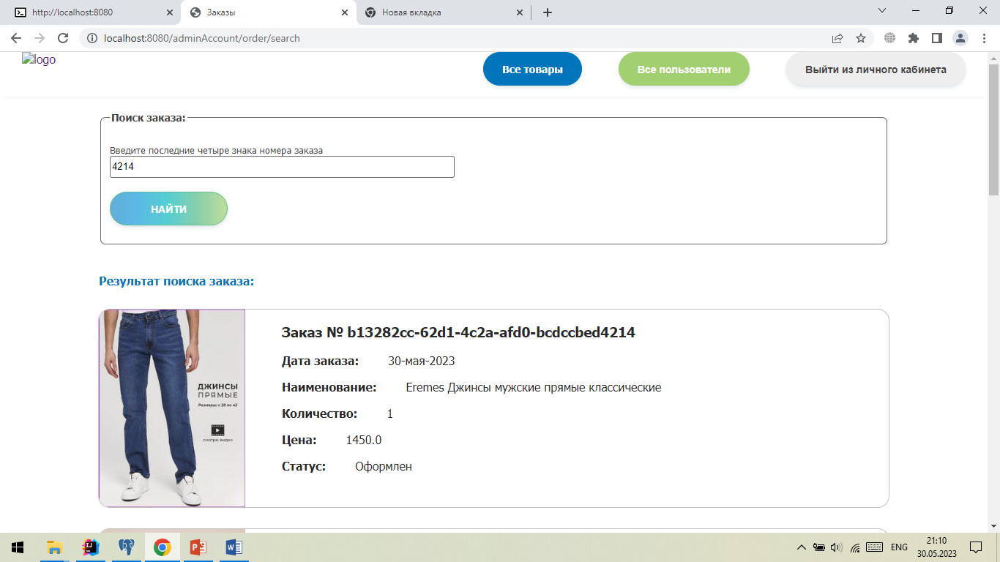 http://localhost:8080
Заказы
Новая вкладка
localhost:8080/adminAccount/order/search
logo
Все товары
Все пользователи
Выйти из личного кабинета
Поиск заказа:
Введите последние четыре знака номера заказа
4214
НАЙТИ
Результат поиска заказа:
ДЖИНСЫ
ПРЯМЫЕ
Размеры: с 28 по 42
смотри видео
Заказ № b13282cc-62d1-4c2a-afd0-bcdccbed4214
Дата заказа: 30-мая-2023
Наименование: Eremes Джинсы мужские прямые классические
Количество: 1
Цена: 1450.0
Статус: Оформлен
ENG
21:10
30.05.2023